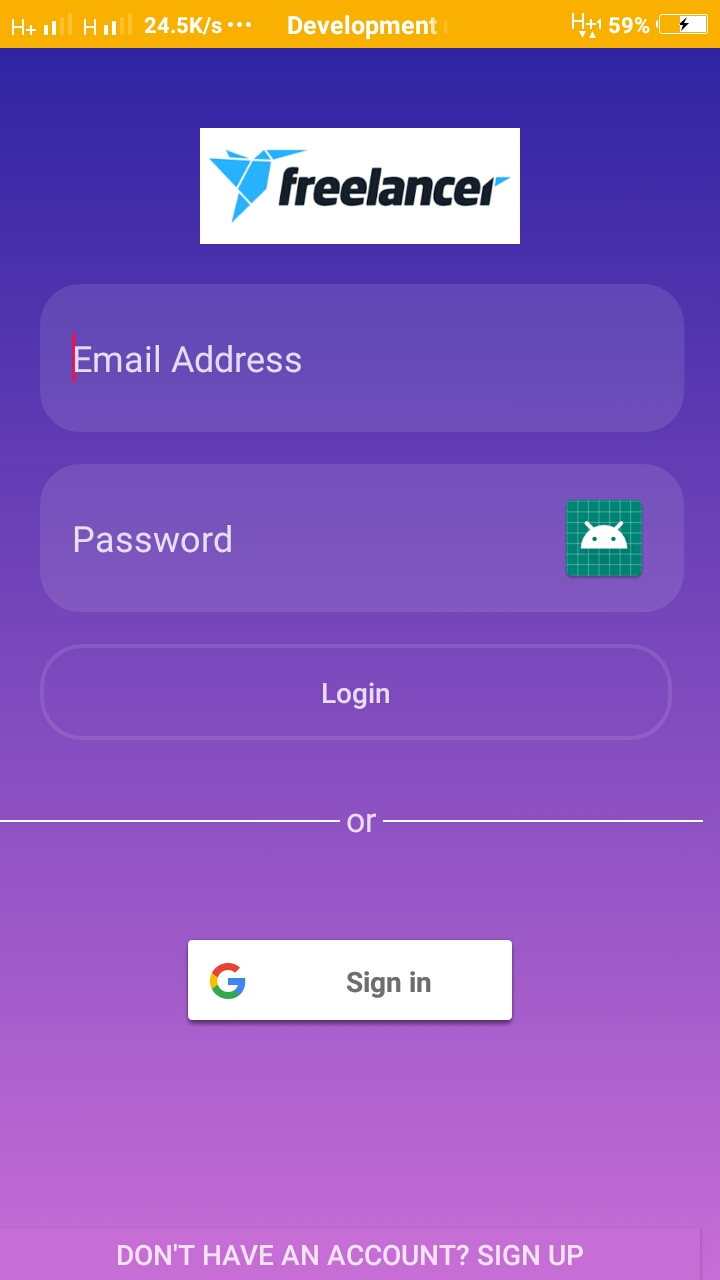 H+ H 24.5K/s ... Development H+1 59%
freelancer
Email Address
Password
Login
or
Sign in
DON'T HAVE AN ACCOUNT? SIGN UP